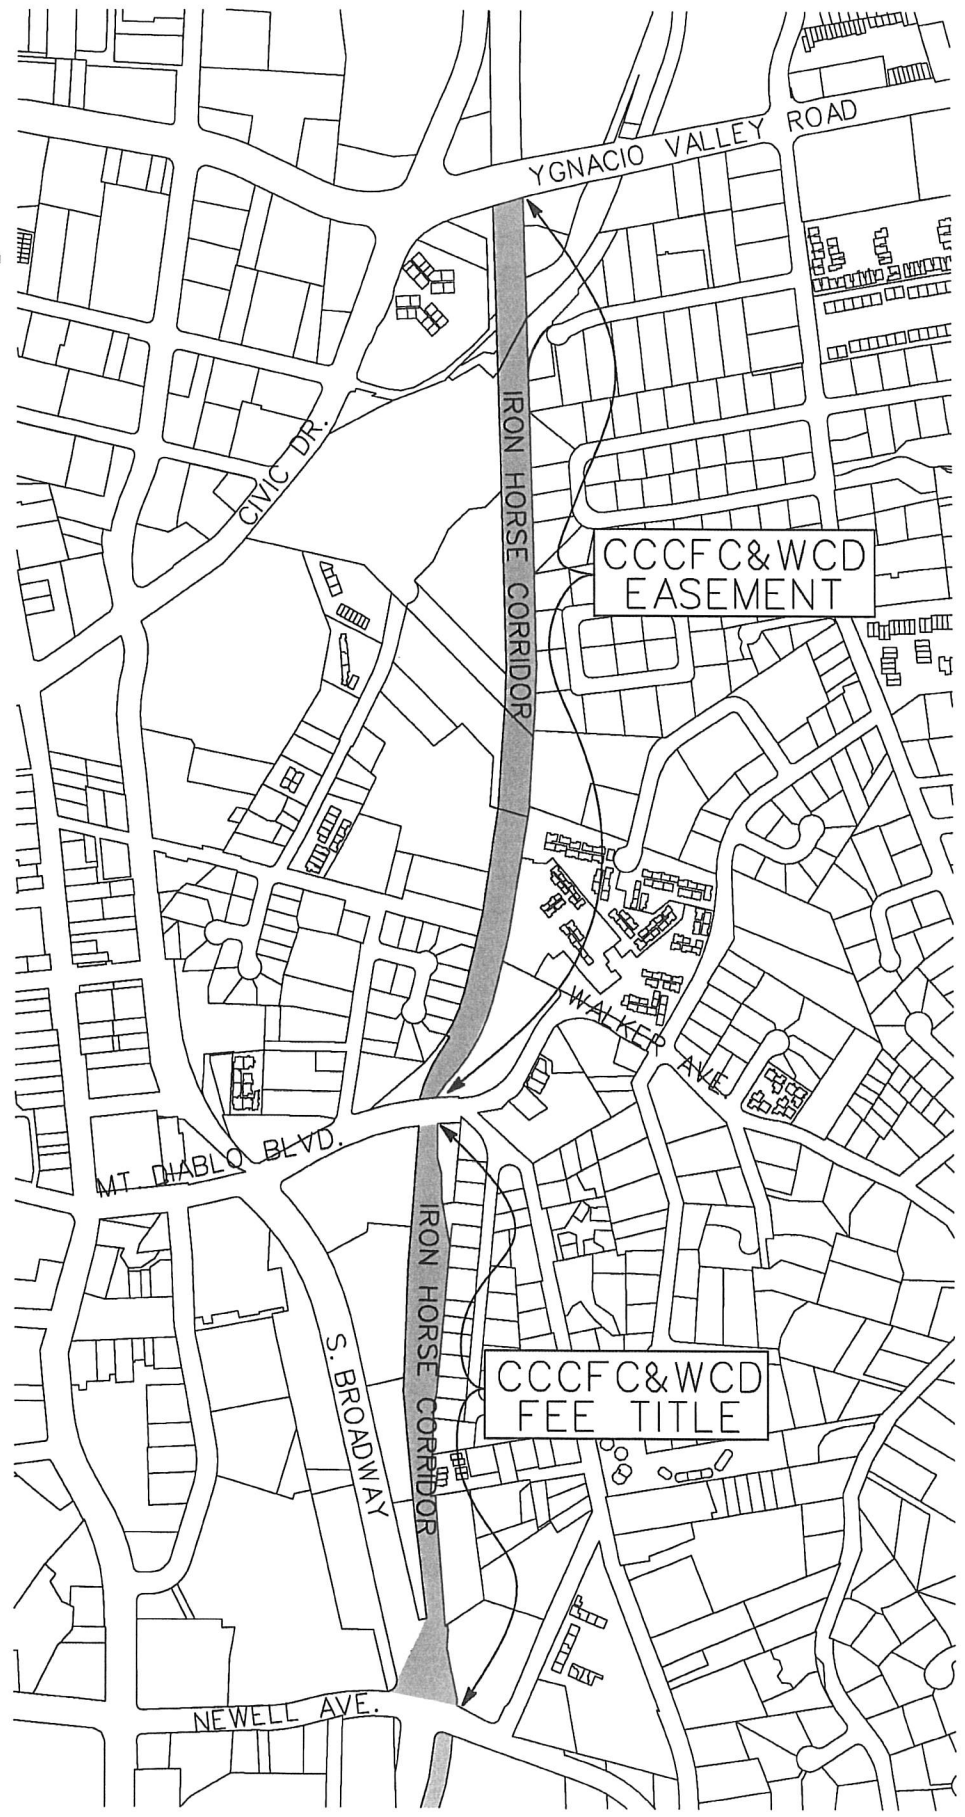 YGNACIO VALLEY ROAD
IRON HORSE CORRIDOR
CIVIC DR.
CCCFC&WCD
EASEMENT
WALKER AVE.
MT. DIABLO BLVD.
IRON HORSE CORRIDOR
S. BROADWAY
CCCFC&WCD
FEE TITLE
NEWELL AVE.